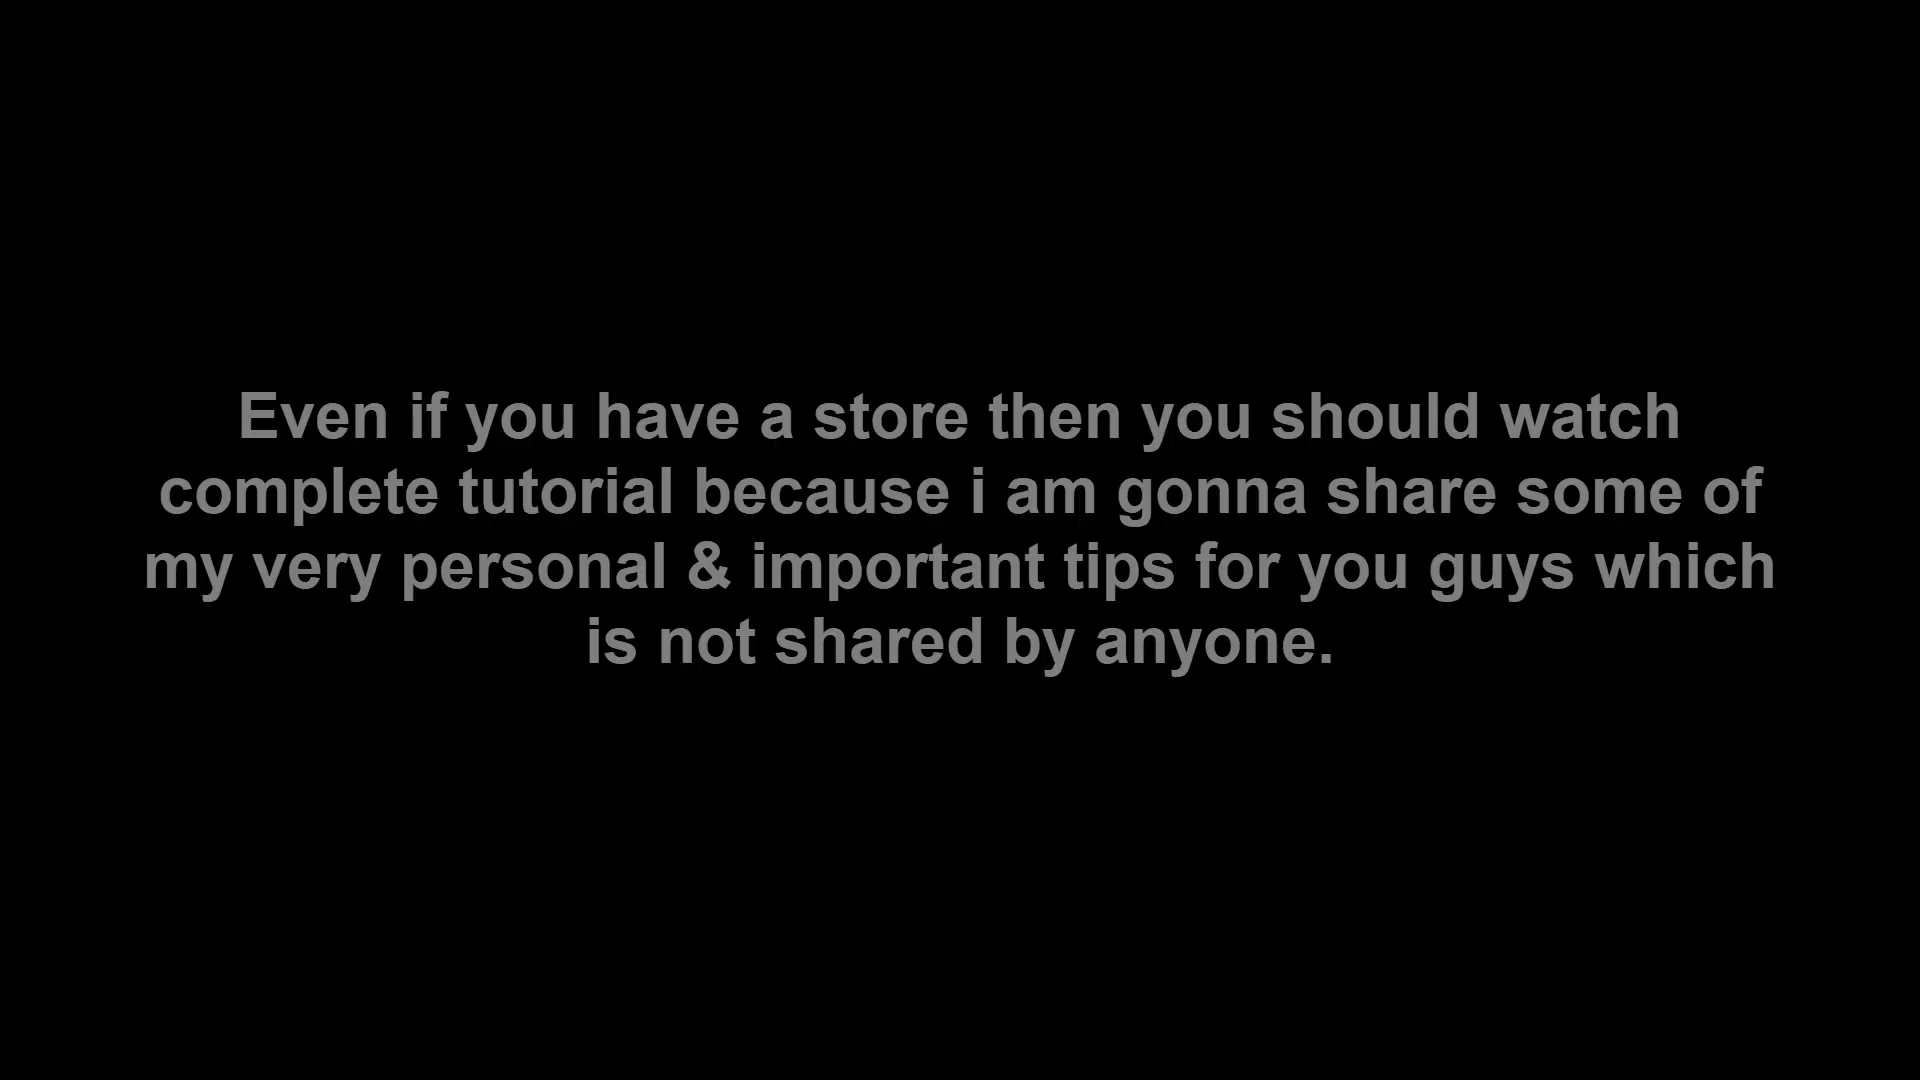 Even if you have a store then you should watch
complete tutorial because i am gonna share some of
my very personal & important tips for you guys which
is not shared by anyone.